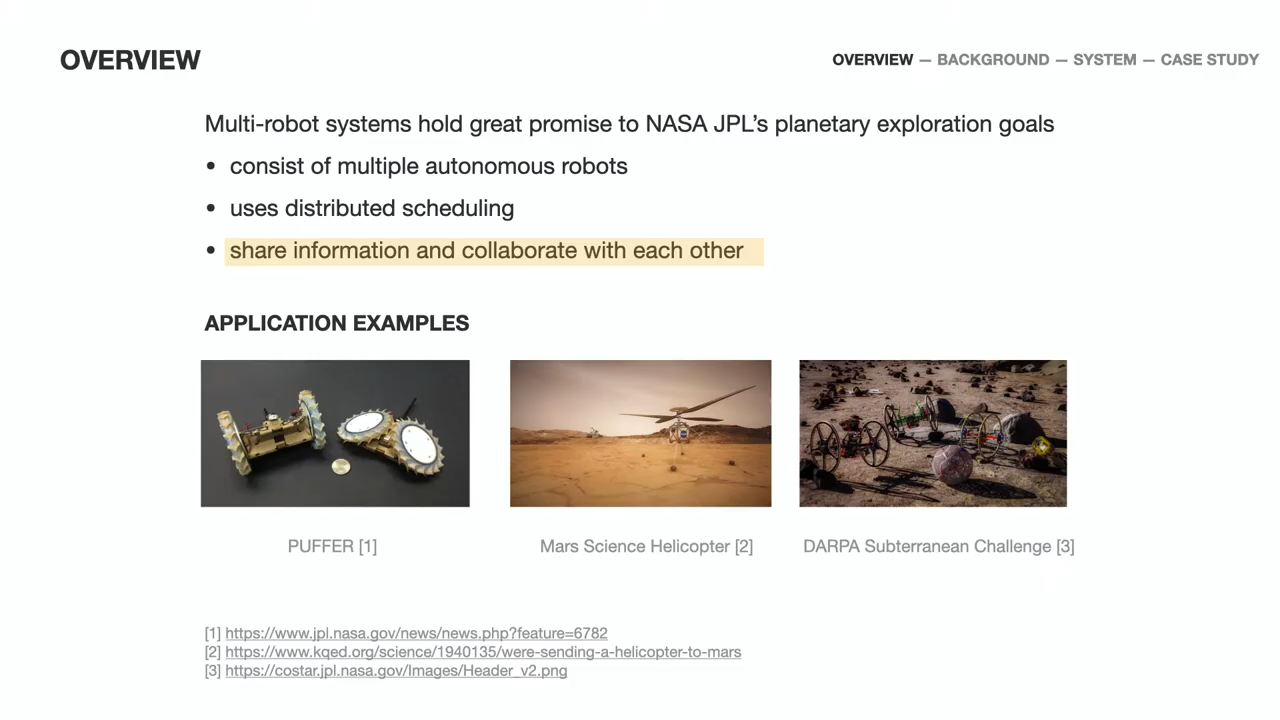 OVERVIEW
OVERVIEW — BACKGROUND — SYSTEM — CASE STUDY
Multi-robot systems hold great promise to NASA JPL’s planetary exploration goals
• consist of multiple autonomous robots
• uses distributed scheduling
• share information and collaborate with each other
APPLICATION EXAMPLES
PUFFER [1]
Mars Science Helicopter [2]
DARPA Subterranean Challenge [3]
[1] https://www.jpl.nasa.gov/news/news.php?feature=6782
[2] https://www.kqed.org/science/1940135/were-sending-a-helicopter-to-mars
[3] https://costar.jpl.nasa.gov/Images/Header_v2.png